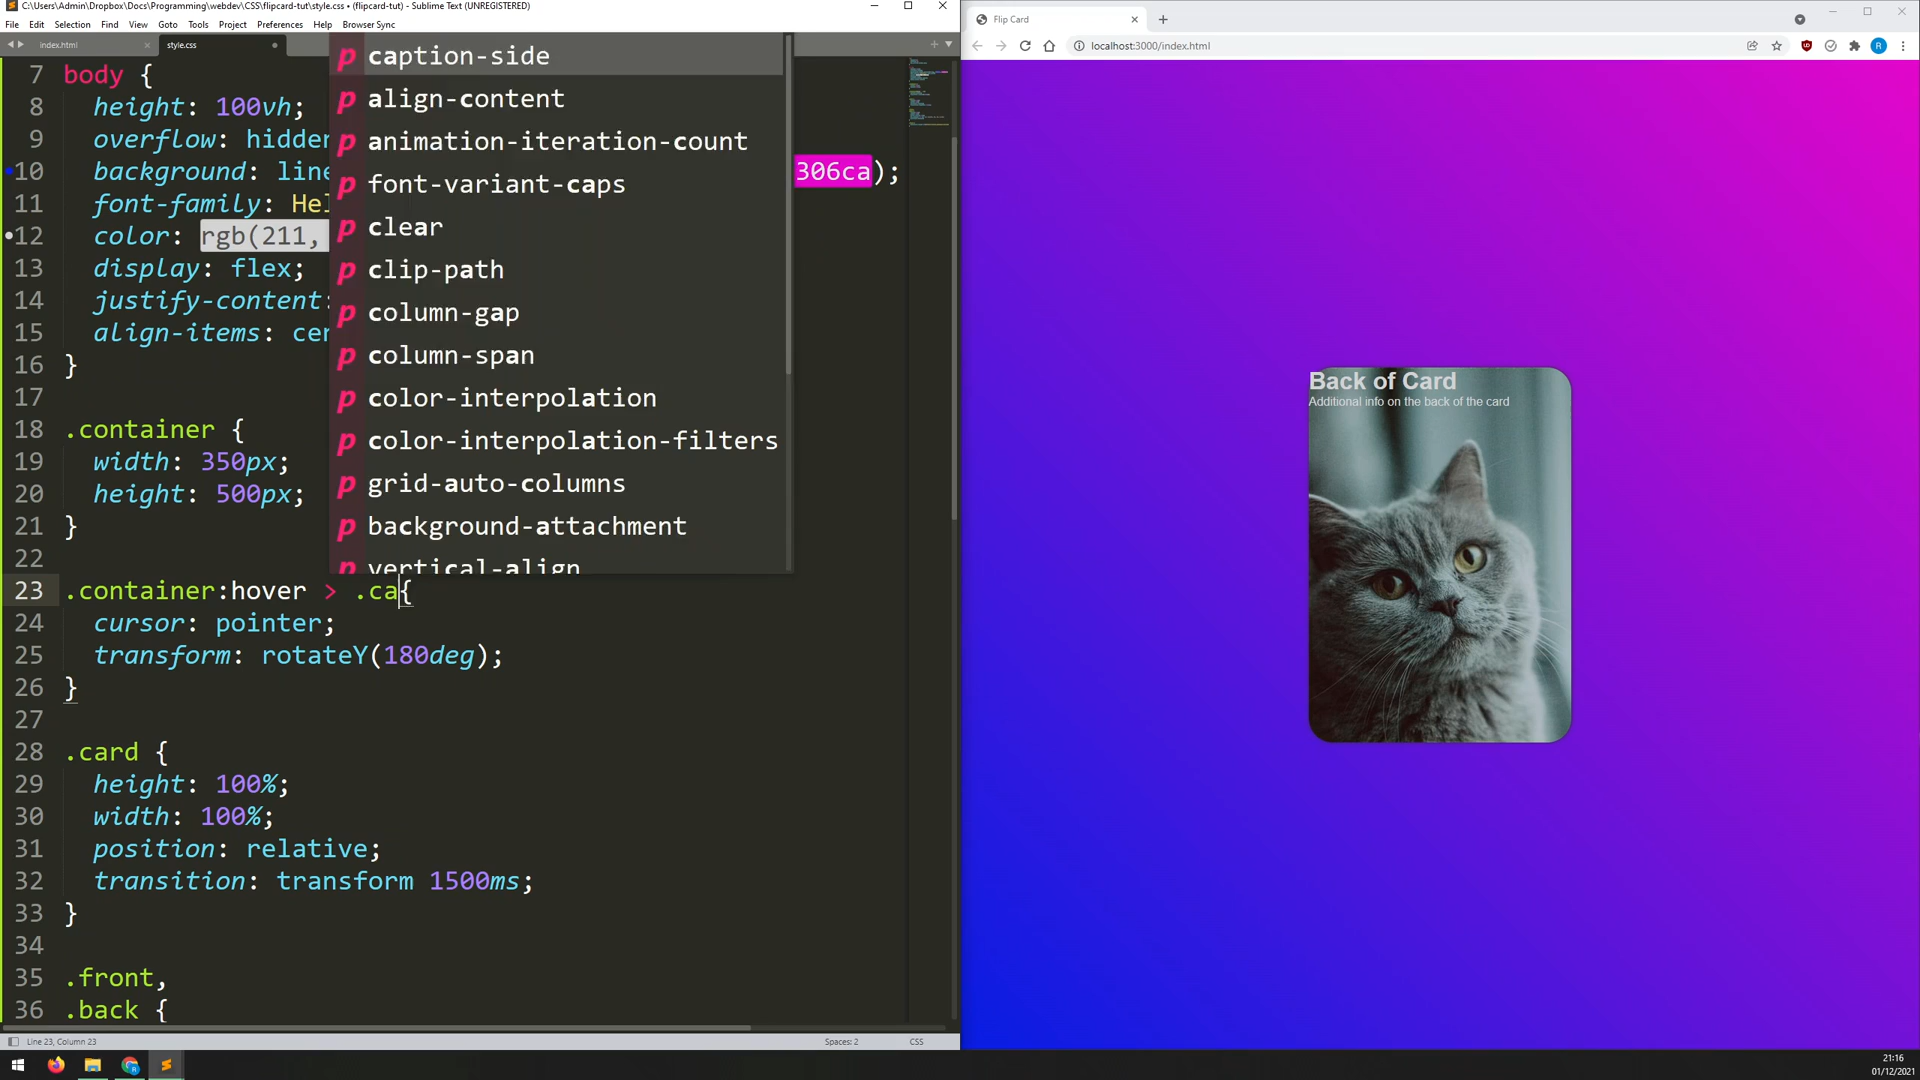 C:\Users\Admin\Dropbox\Docs\Programming\webdev\CSS\flipcard-tut\style.css • (flipcard-tut) - Sublime Text (UNREGISTERED)
File Edit Selection Find View Goto Tools Project Preferences Help Browser Sync
index.html style.css
7 body {
8 height: 100vh;
9 overflow: hidden
10 background: line 306ca);
11 font-family: Hel
12 color: rgb(211,
13 display: flex;
14 justify-content:
15 align-items: cen
16 }
17
18 .container {
19 width: 350px;
20 height: 500px;
21 }
22
23 .container:hover > .ca{
24 cursor: pointer;
25 transform: rotateY(180deg);
26 }
27
28 .card {
29 height: 100%;
30 width: 100%;
31 position: relative;
32 transition: transform 1500ms;
33 }
34
35 .front,
36 .back {
p caption-side
p align-content
p animation-iteration-count
p font-variant-caps
p clear
p clip-path
p column-gap
p column-span
p color-interpolation
p color-interpolation-filters
p grid-auto-columns
p background-attachment
p vertical-align
Line 23, Column 23 Spaces: 2 CSS
Flip Card
localhost:3000/index.html
R
Back of Card
Additional info on the back of the card
21:16
01/12/2021